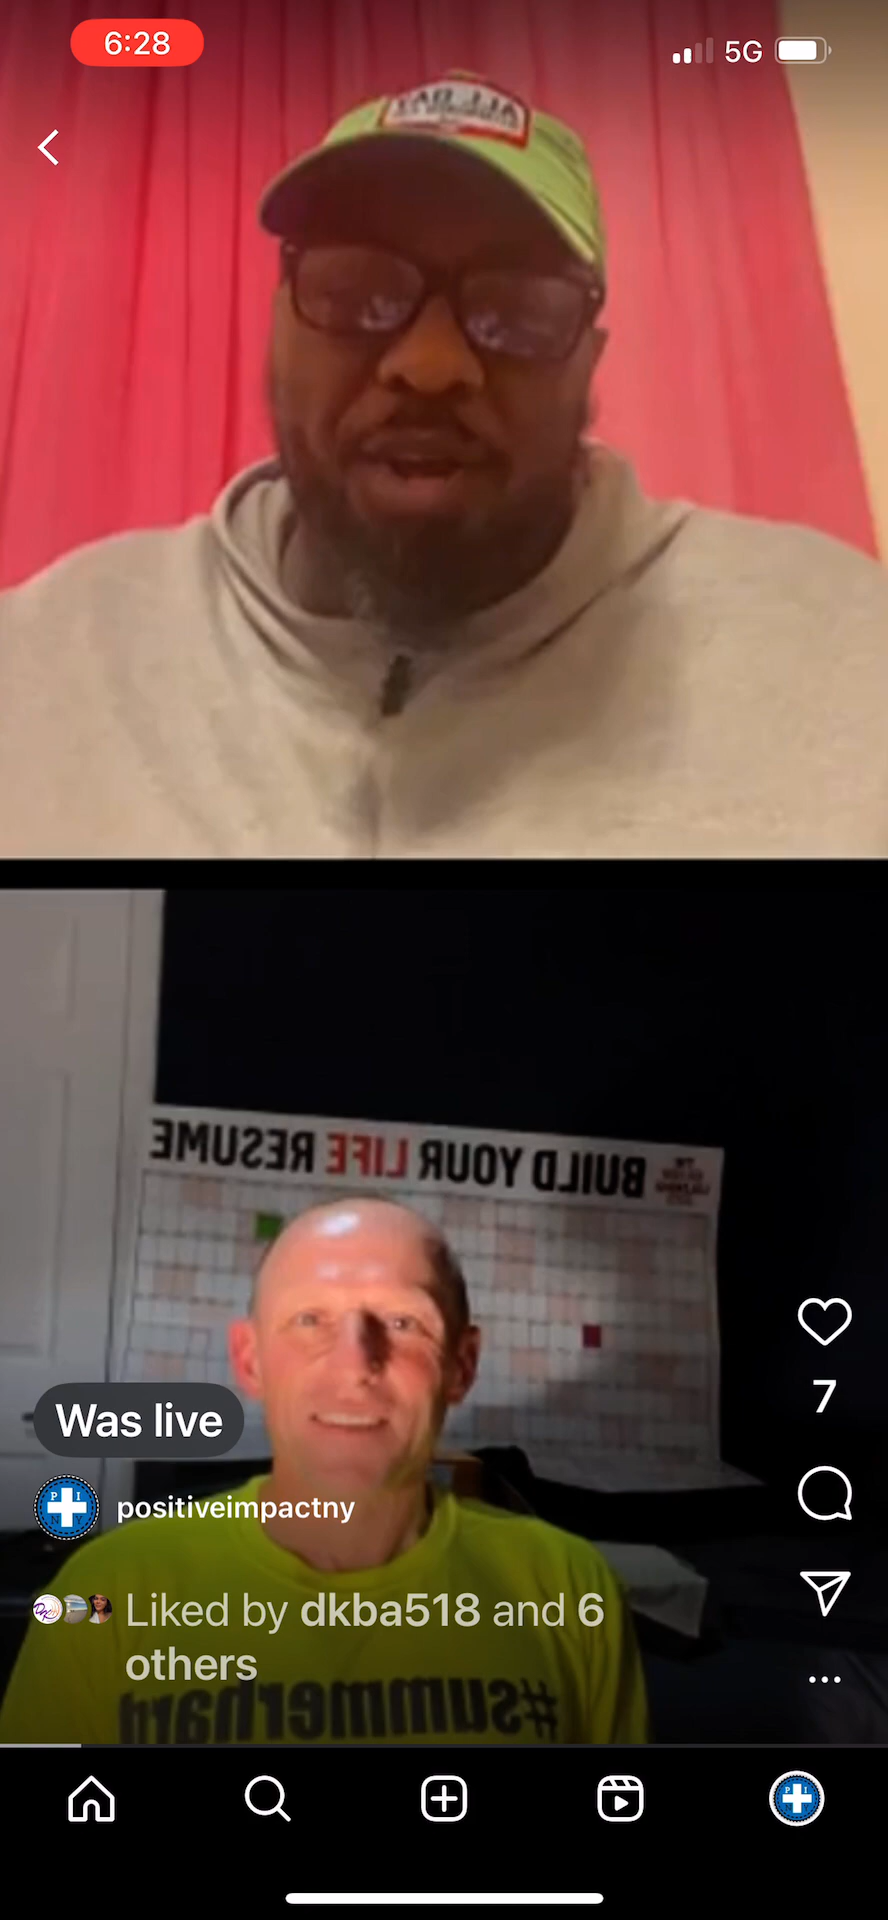 6:28
5G
BUILD YOUR LIFE RESUME
7
Was live
P I
N Y
positiveimpactny
Liked by dkba518 and 6
others
#summerhard